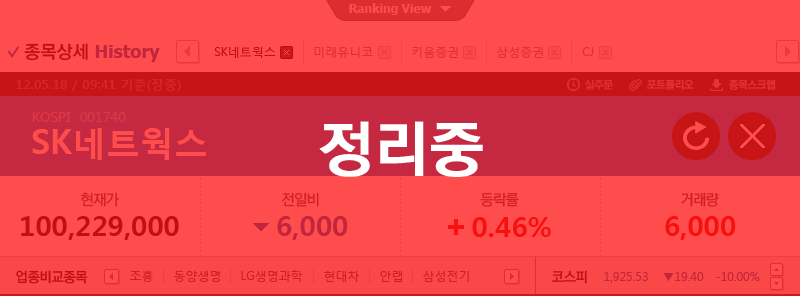 Ranking View
종목상세 History SK네트웍스 미래유니코 키움증권 삼성증권 CJ
12.05.18 / 09:41 기준(장중) 실주문 포트폴리오 종목스크랩
KOSPI 001740
SK네트웍스
정리중
현재가 전일비 등락률 거래량
100,229,000 6,000 + 0.46% 6,000
업종비교종목 조흥 동양생명 LG생명과학 현대차 안랩 삼성전기 코스피 1,925.53 ▼19.40 -10.00%